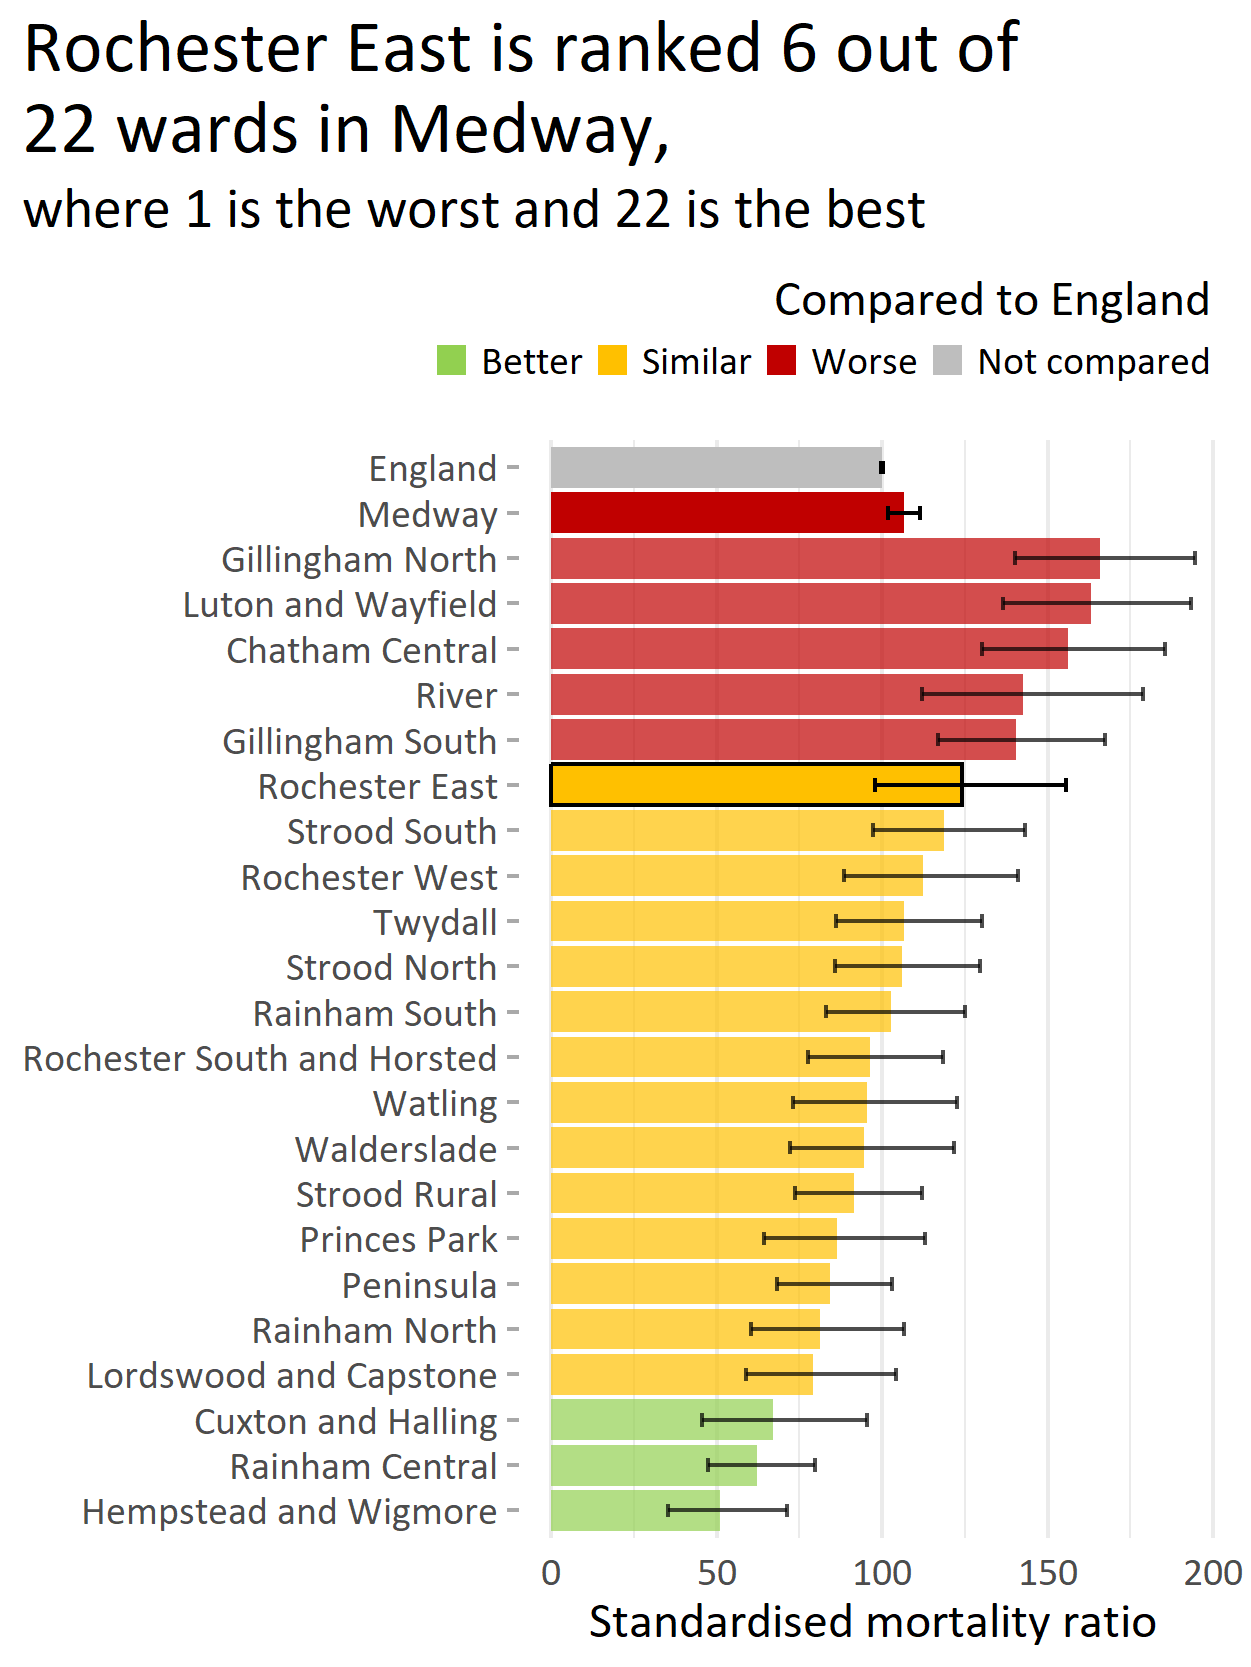 Rochester East is ranked 6 out of
22 wards in Medway,
where 1 is the worst and 22 is the best
Compared to England
Better Similar Worse Not compared
England
Medway
Gillingham North
Luton and Wayfield
Chatham Central
River
Gillingham South
Rochester East
Strood South
Rochester West
Twydall
Strood North
Rainham South
Rochester South and Horsted
Watling
Walderslade
Strood Rural
Princes Park
Peninsula
Rainham North
Lordswood and Capstone
Cuxton and Halling
Rainham Central
Hempstead and Wigmore
0 50 100 150 200
Standardised mortality ratio